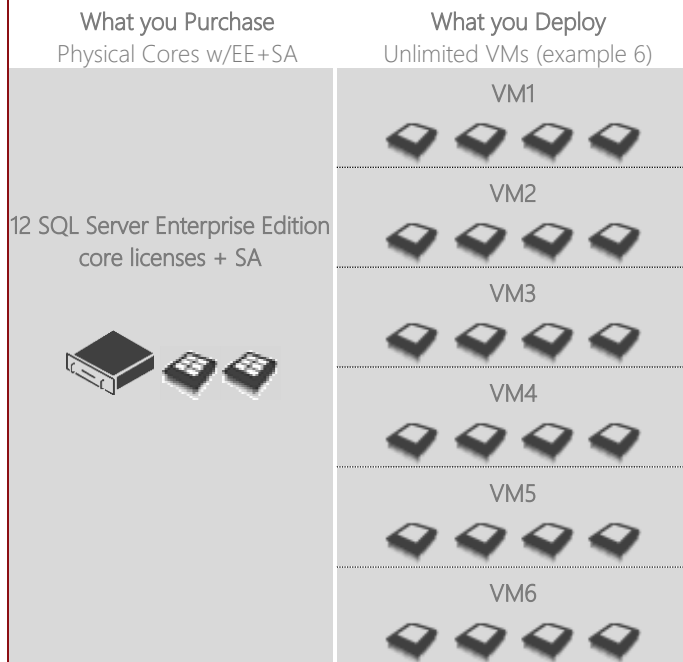 What you Purchase
Physical Cores w/EE+SA
12 SQL Server Enterprise Edition
core licenses + SA
What you Deploy
Unlimited VMs (example 6)
VM1
VM2
VM3
VM4
VM5
VM6